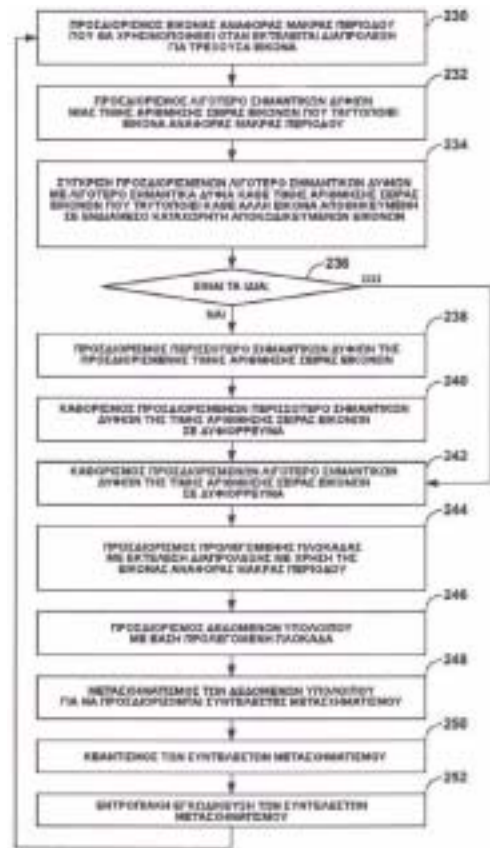 230
ΠΡΟΣΔΙΟΡΙΣΜΟΣ ΕΙΚΟΝΑΣ ΑΝΑΦΟΡΑΣ ΜΑΚΡΑΣ ΠΕΡΙΟΔΟΥ
ΠΟΥ ΘΑ ΧΡΗΣΙΜΟΠΟΙΗΘΕΙ ΟΤΑΝ ΕΚΤΕΛΕΙΤΑΙ ΔΙΑΠΡΟΛΕΞΗ
ΓΙΑ ΤΡΕΧΟΥΣΑ ΕΙΚΟΝΑ
232
ΠΡΟΣΔΙΟΡΙΣΜΟΣ ΛΙΓΟΤΕΡΟ ΣΗΜΑΝΤΙΚΩΝ ΔΥΦΙΩΝ
ΜΙΑΣ ΤΙΜΗΣ ΑΡΙΘΜΗΣΗΣ ΣΕΙΡΑΣ ΕΙΚΟΝΩΝ ΠΟΥ ΤΑΥΤΟΠΟΙΕΙ
ΕΙΚΟΝΑ ΑΝΑΦΟΡΑΣ ΜΑΚΡΑΣ ΠΕΡΙΟΔΟΥ
234
ΣΥΓΚΡΙΣΗ ΠΡΟΣΔΙΟΡΙΣΜΕΝΩΝ ΛΙΓΟΤΕΡΟ ΣΗΜΑΝΤΙΚΩΝ ΔΥΦΙΩΝ
ΜΕ ΛΙΓΟΤΕΡΟ ΣΗΜΑΝΤΙΚΑ ΔΥΦΙΑ ΚΑΘΕ ΤΙΜΗΣ ΑΡΙΘΜΗΣΗΣ ΣΕΙΡΑΣ
ΕΙΚΟΝΩΝ ΠΟΥ ΤΑΥΤΟΠΟΙΕΙ ΚΑΘΕ ΑΛΛΗ ΕΙΚΟΝΑ ΑΠΟΘΗΚΕΥΜΕΝΗ
ΣΕ ΕΝΔΙΑΜΕΣΟ ΚΑΤΑΧΩΡΗΤΗ ΑΠΟΚΩΔΙΚΕΥΜΕΝΩΝ ΕΙΚΟΝΩΝ
236
ΕΙΝΑΙ ΤΑ ΙΔΙΑ;
ΟΧΙ
ΝΑΙ
238
ΠΡΟΣΔΙΟΡΙΣΜΟΣ ΠΕΡΙΣΣΟΤΕΡΟ ΣΗΜΑΝΤΙΚΩΝ ΔΥΦΙΩΝ ΤΗΣ
ΠΡΟΣΔΙΟΡΙΣΜΕΝΗΣ ΤΙΜΗΣ ΑΡΙΘΜΗΣΗΣ ΣΕΙΡΑΣ ΕΙΚΟΝΩΝ
240
ΚΑΘΟΡΙΣΜΟΣ ΠΡΟΣΔΙΟΡΙΣΜΕΝΩΝ ΠΕΡΙΣΣΟΤΕΡΟ ΣΗΜΑΝΤΙΚΩΝ
ΔΥΦΙΩΝ ΤΗΣ ΤΙΜΗΣ ΑΡΙΘΜΗΣΗΣ ΣΕΙΡΑΣ ΕΙΚΟΝΩΝ
ΣΕ ΔΥΦΙΟΡΡΕΥΜΑ
242
ΚΑΘΟΡΙΣΜΟΣ ΠΡΟΣΔΙΟΡΙΣΜΕΝΩΝ ΛΙΓΟΤΕΡΟ ΣΗΜΑΝΤΙΚΩΝ
ΔΥΦΙΩΝ ΤΗΣ ΤΙΜΗΣ ΑΡΙΘΜΗΣΗΣ ΣΕΙΡΑΣ ΕΙΚΟΝΩΝ
ΣΕ ΔΥΦΙΟΡΡΕΥΜΑ
244
ΠΡΟΣΔΙΟΡΙΣΜΟΣ ΠΡΟΛΕΓΟΜΕΝΗΣ ΠΛΟΚΑΔΑΣ
ΜΕ ΕΚΤΕΛΕΣΗ ΔΙΑΠΡΟΛΕΞΗΣ ΜΕ ΧΡΗΣΗ ΤΗΣ
ΕΙΚΟΝΑΣ ΑΝΑΦΟΡΑΣ ΜΑΚΡΑΣ ΠΕΡΙΟΔΟΥ
246
ΠΡΟΣΔΙΟΡΙΣΜΟΣ ΔΕΔΟΜΕΝΩΝ ΥΠΟΛΟΙΠΟΥ
ΜΕ ΒΑΣΗ ΠΡΟΛΕΓΟΜΕΝΗ ΠΛΟΚΑΔΑ
248
ΜΕΤΑΣΧΗΜΑΤΙΣΜΟΣ ΤΩΝ ΔΕΔΟΜΕΝΩΝ ΥΠΟΛΟΙΠΟΥ
ΓΙΑ ΝΑ ΠΡΟΣΔΙΟΡΙΣΟΝΤΑΙ ΣΥΝΤΕΛΕΣΤΕΣ ΜΕΤΑΣΧΗΜΑΤΙΣΜΟΥ
250
ΚΒΑΝΤΙΣΜΟΣ ΤΩΝ ΣΥΝΤΕΛΕΣΤΩΝ ΜΕΤΑΣΧΗΜΑΤΙΣΜΟΥ
252
ΕΝΤΡΟΠΙΑΚΗ ΕΓΚΩΔΙΚΕΥΣΗ ΤΩΝ ΣΥΝΤΕΛΕΣΤΩΝ
ΜΕΤΑΣΧΗΜΑΤΙΣΜΟΥ